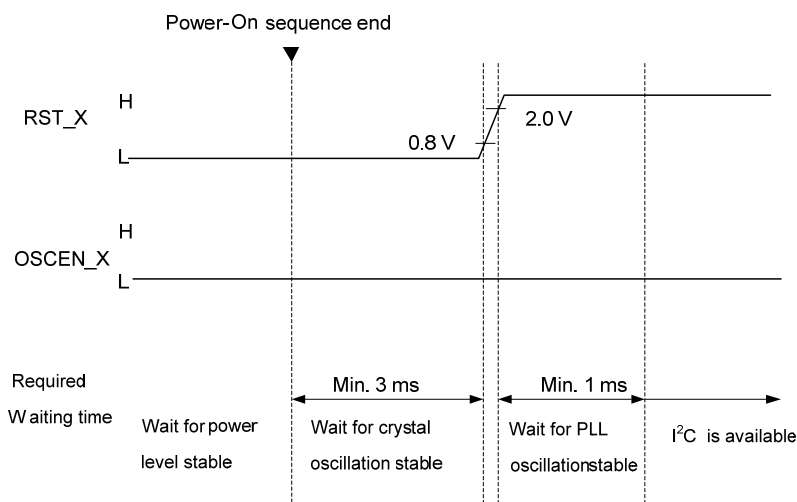 Power-On sequence end
H
RST_X
2.0 V
0.8 V
L
H
OSCEN_X
L
Required
Waiting time
Min. 3 ms
Min. 1 ms
Wait for power
level stable
Wait for crystal
oscillation stable
Wait for PLL
oscillationstable
I²C is available